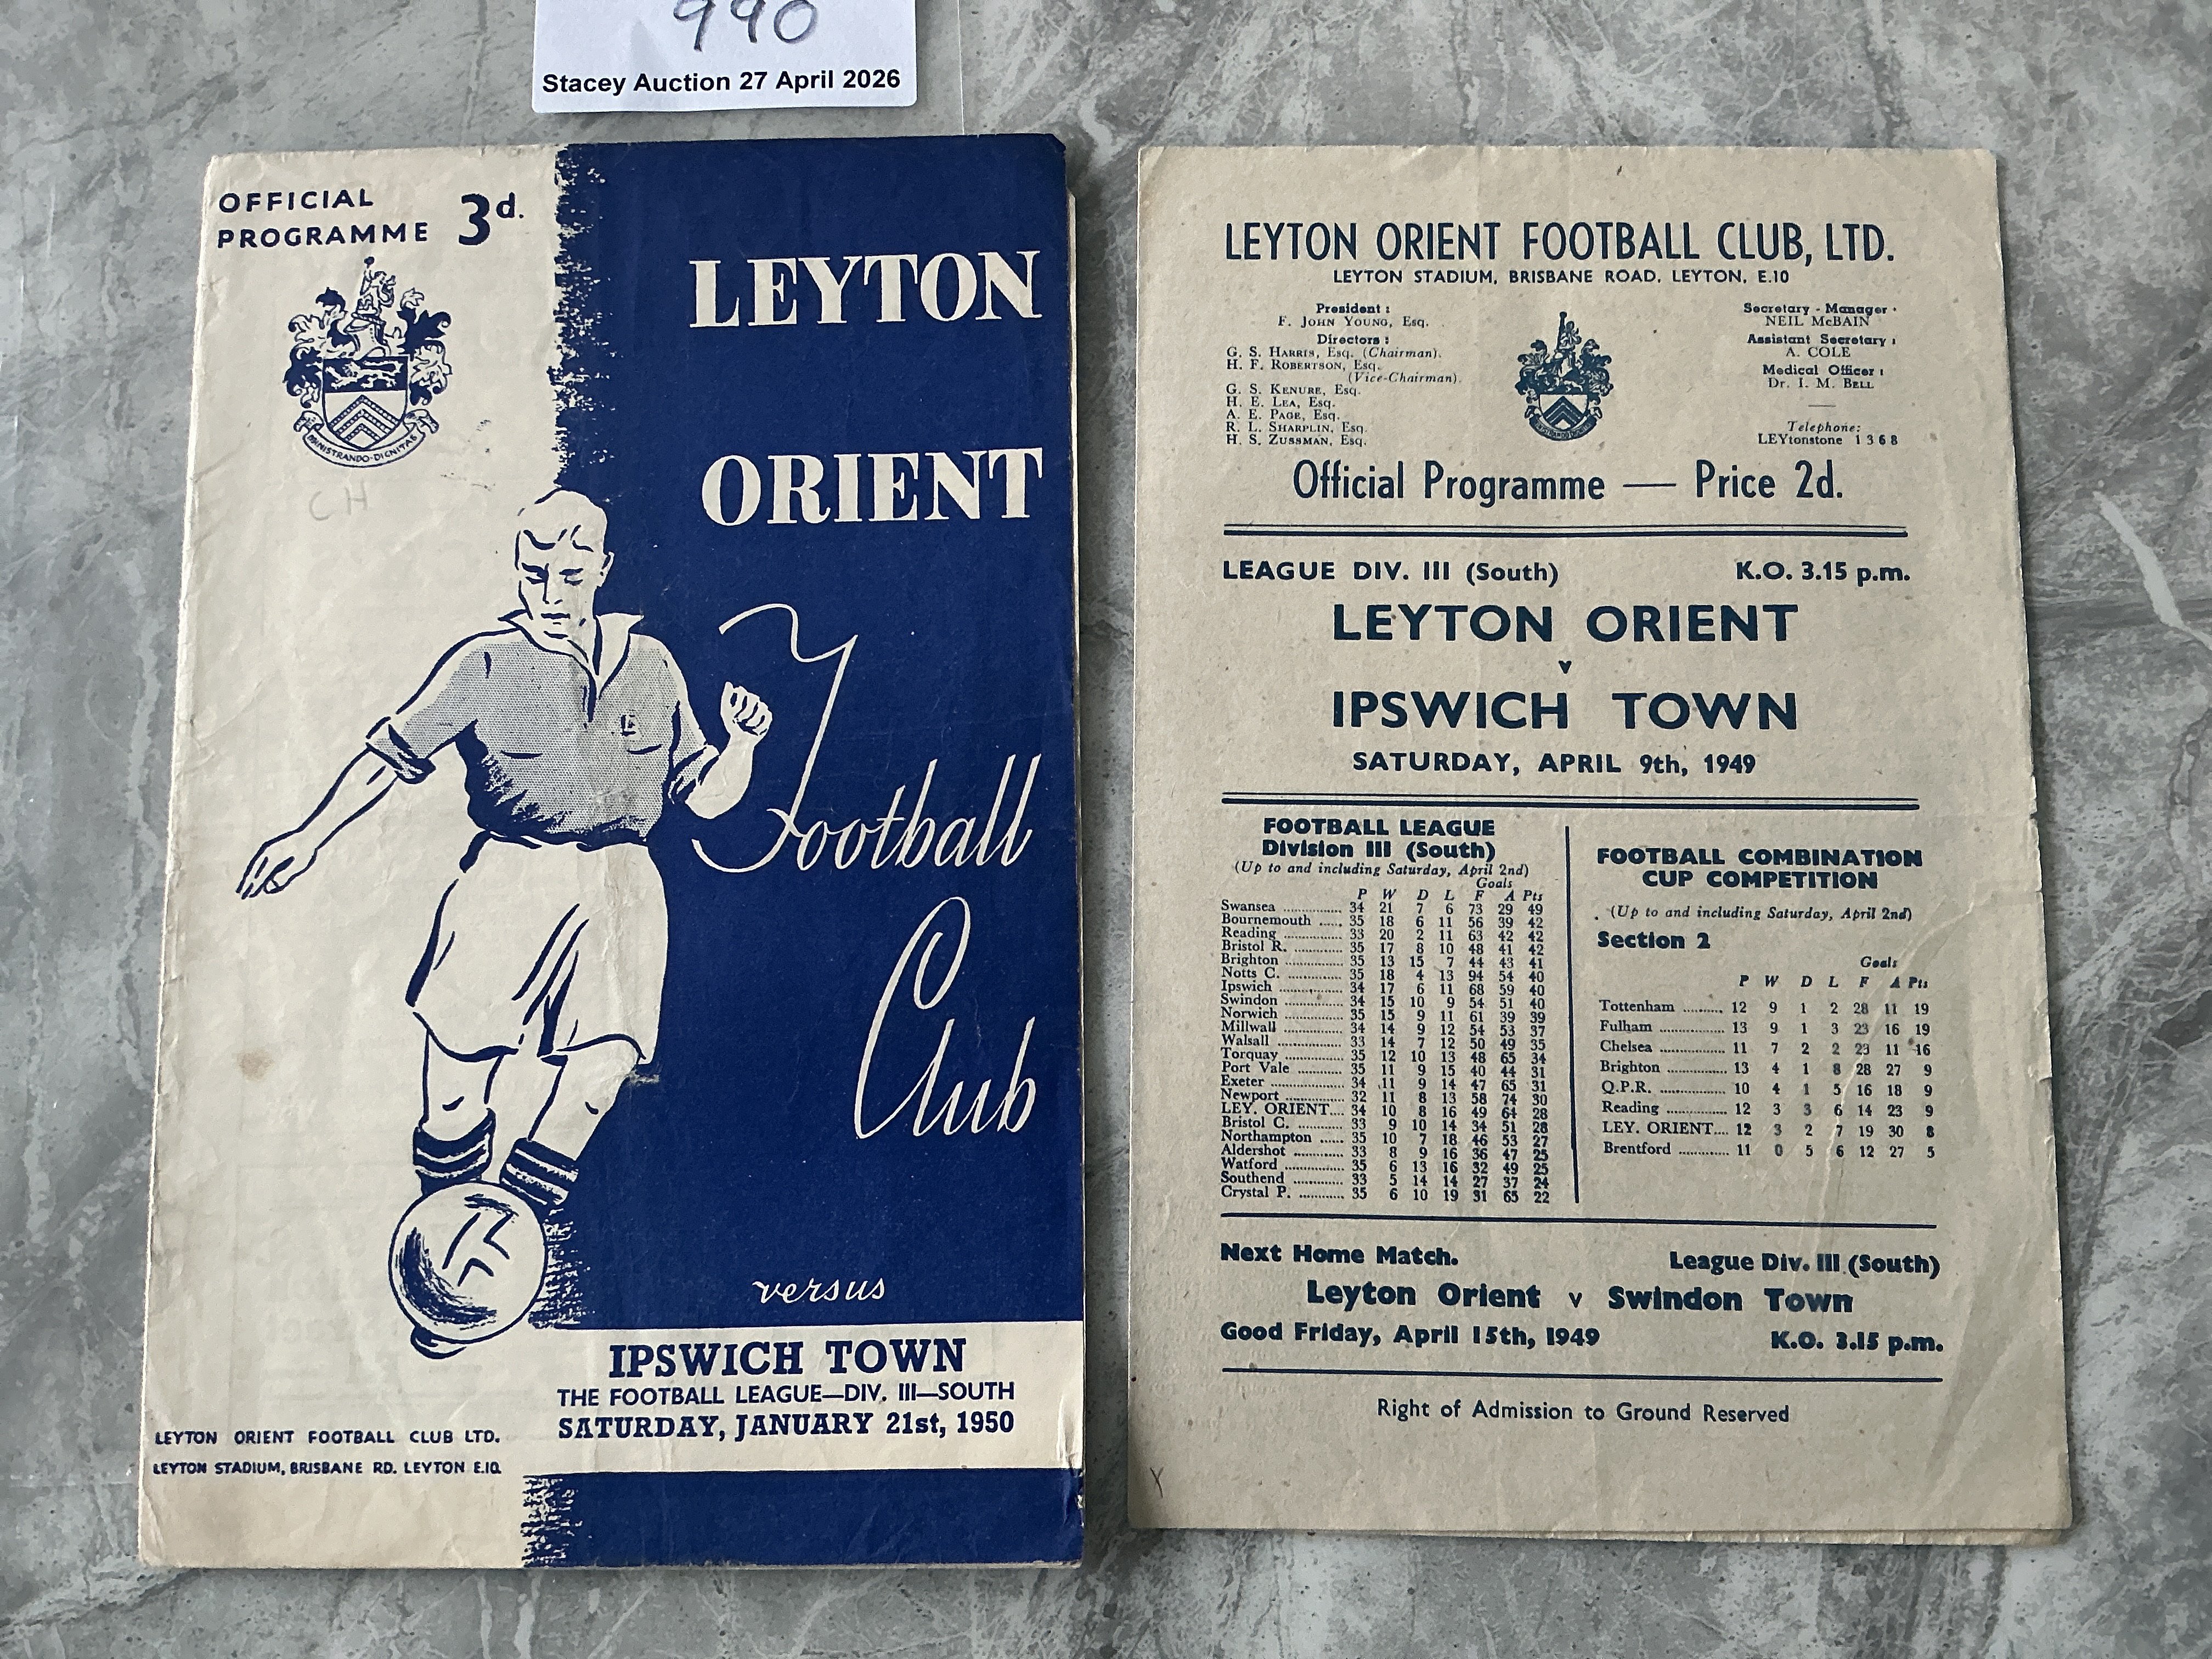 990
Stacey Auction 27 April 2026
OFFICIAL
PROGRAMME 3d.
LEYTON
ORIENT
Football
Club
CH
versus
IPSWICH TOWN
THE FOOTBALL LEAGUE—DIV. III—SOUTH
SATURDAY, JANUARY 21st, 1950
LEYTON ORIENT FOOTBALL CLUB LTD.
LEYTON STADIUM, BRISBANE RD. LEYTON E.10.
LEYTON ORIENT FOOTBALL CLUB, LTD.
LEYTON STADIUM, BRISBANE ROAD, LEYTON, E.10
President :
F. JOHN YOUNG, Esq.
Directors :
G. S. HARRIS, Esq. (Chairman).
H. F. ROBERTSON, Esq.
(Vice-Chairman).
G. S. KENURE, Esq.
H. E. LEA, Esq.
A. E. PAGE, Esq.
R. L. SHARPLIN, Esq.
H. S. ZUSSMAN, Esq.
Secretary - Manager :
NEIL McBAIN
Assistant Secretary :
A. COLE
Medical Officer :
Dr. I. M. BELL
Telephone:
LEYtonstone 1368
Official Programme — Price 2d.
LEAGUE DIV. III (South) K.O. 3.15 p.m.
LEYTON ORIENT
v
IPSWICH TOWN
SATURDAY, APRIL 9th, 1949
FOOTBALL LEAGUE
Division III (South)
(Up to and including Saturday, April 2nd)
Goals
P W D L F A Pts
Swansea 34 21 7 6 73 29 49
Bournemouth 35 18 6 11 56 39 42
Reading 33 20 2 11 63 42 42
Bristol R. 35 17 8 10 48 41 42
Brighton 35 13 15 7 44 43 41
Notts C. 35 18 4 13 94 54 40
Ipswich 34 17 6 11 68 59 40
Swindon 34 15 10 9 54 51 40
Norwich 35 15 9 11 61 39 39
Millwall 34 14 9 12 54 53 37
Walsall 33 14 7 12 50 49 35
Torquay 35 12 10 13 48 65 34
Port Vale 35 11 9 15 40 44 31
Exeter 34 11 9 14 47 65 31
Newport 32 11 8 13 58 74 30
LEY. ORIENT 34 10 8 16 49 64 28
Bristol C. 33 9 10 14 34 51 28
Northampton 35 10 7 18 46 53 27
Aldershot 33 8 9 16 36 47 25
Watford 35 6 13 16 32 49 25
Southend 33 5 14 14 27 37 24
Crystal P. 35 6 10 19 31 65 22
FOOTBALL COMBINATION
CUP COMPETITION
(Up to and including Saturday, April 2nd)
Section 2
Goals
P W D L F A Pts
Tottenham 12 9 1 2 28 11 19
Fulham 13 9 1 3 23 16 19
Chelsea 11 7 2 2 23 11 16
Brighton 13 4 1 8 28 27 9
Q.P.R. 10 4 1 5 16 18 9
Reading 12 3 3 6 14 23 9
LEY. ORIENT 12 3 2 7 19 30 8
Brentford 11 0 5 6 12 27 5
Next Home Match. League Div. III (South)
Leyton Orient v Swindon Town
Good Friday, April 15th, 1949 K.O. 3.15 p.m.
Right of Admission to Ground Reserved